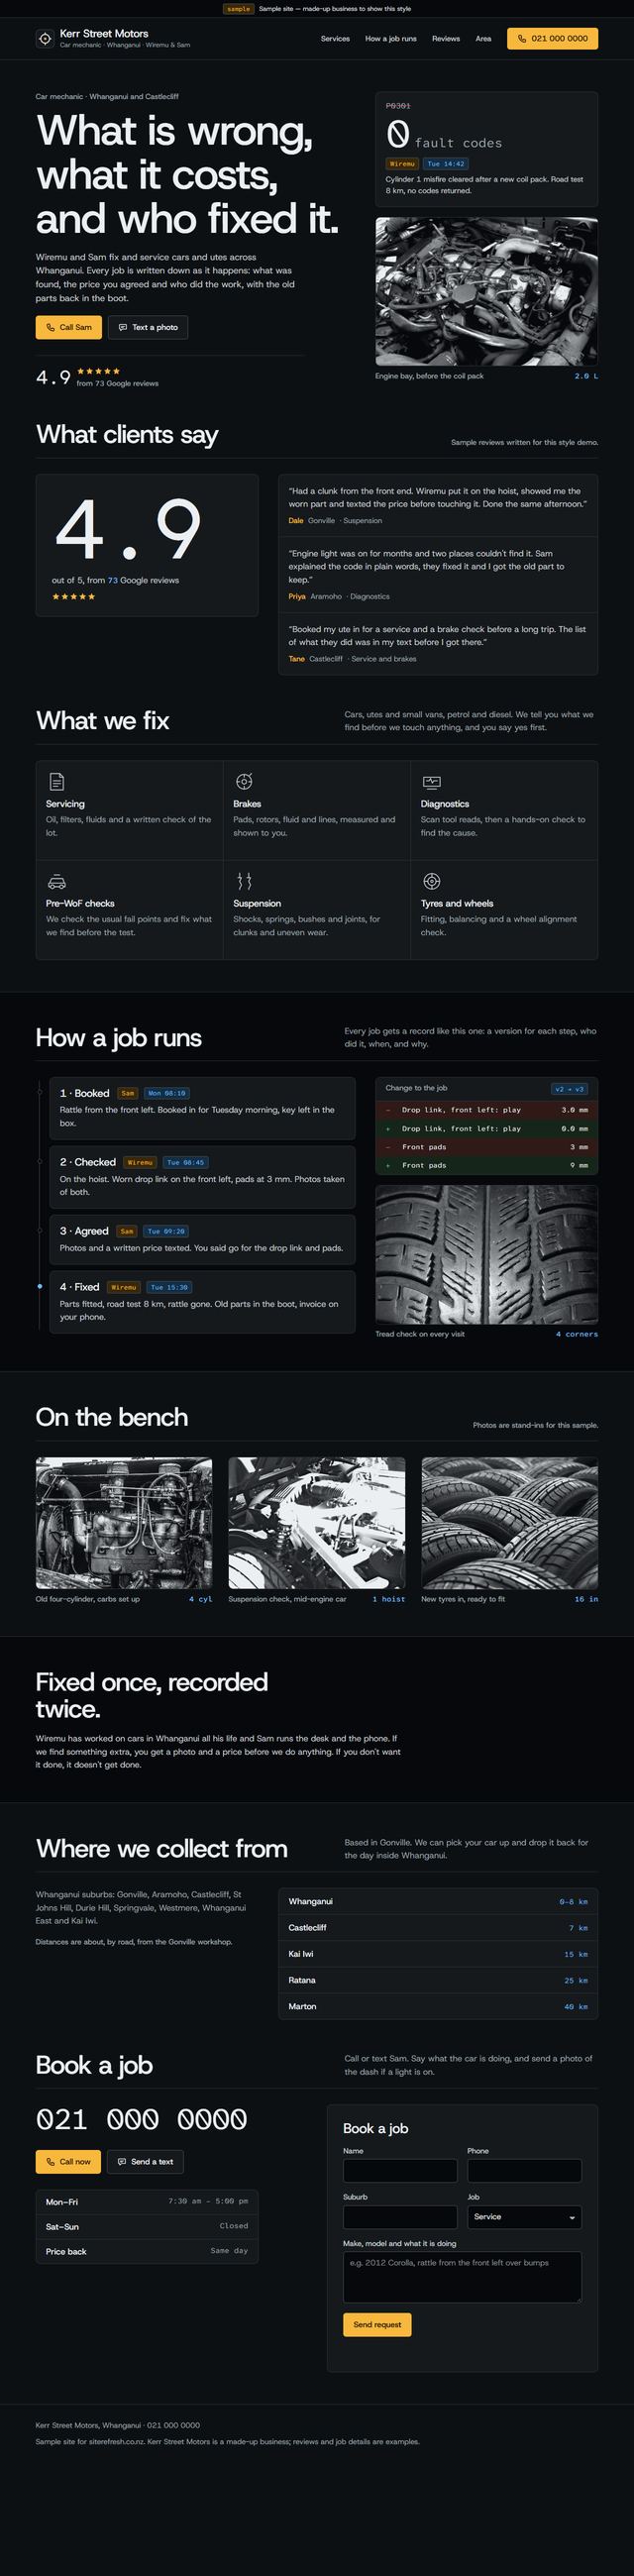 sample Sample site — made-up business to show this style
Kerr Street Motors
Car mechanic · Whanganui · Wiremu & Sam
Services How a job runs Reviews Area 021 000 0000
Car mechanic · Whanganui and Castlecliff
What is wrong,
what it costs,
and who fixed it.
Wiremu and Sam fix and service cars and utes across
Whanganui. Every job is written down as it happens: what was
found, the price you agreed and who did the work, with the old
parts back in the boot.
Call Sam Text a photo
4.9 ★★★★★
from 73 Google reviews
P0301
0 fault codes
Wiremu Tue 14:42
Cylinder 1 misfire cleared after a new coil pack. Road test
8 km, no codes returned.
Engine bay, before the coil pack 2.0 L
What clients say
Sample reviews written for this style demo.
4.9
out of 5, from 73 Google reviews
★★★★★
“Had a clunk from the front end. Wiremu put it on the hoist, showed me the
worn part and texted the price before touching it. Done the same afternoon.”
Dale Gonville · Suspension
“Engine light was on for months and two places couldn't find it. Sam
explained the code in plain words, they fixed it and I got the old part to
keep.”
Priya Aramoho · Diagnostics
“Booked my ute in for a service and a brake check before a long trip. The list
of what they did was in my text before I got there.”
Tane Castlecliff · Service and brakes
What we fix
Cars, utes and small vans, petrol and diesel. We tell you what we
find before we touch anything, and you say yes first.
Servicing
Oil, filters, fluids and a written check of the
lot.
Brakes
Pads, rotors, fluid and lines, measured and
shown to you.
Diagnostics
Scan tool reads, then a hands-on check to
find the cause.
Pre-WoF checks
We check the usual fail points and fix what
we find before the test.
Suspension
Shocks, springs, bushes and joints, for
clunks and uneven wear.
Tyres and wheels
Fitting, balancing and a wheel alignment
check.
How a job runs
Every job gets a record like this one: a version for each step, who
did it, when, and why.
1 · Booked Sam Mon 08:10
Rattle from the front left. Booked in for Tuesday morning, key left in the
box.
2 · Checked Wiremu Tue 08:45
On the hoist. Worn drop link on the front left, pads at 3 mm. Photos taken
of both.
3 · Agreed Sam Tue 09:20
Photos and a written price texted. You said go for the drop link and pads.
4 · Fixed Wiremu Tue 15:30
Parts fitted, road test 8 km, rattle gone. Old parts in the boot, invoice on
your phone.
Change to the job v2 → v3
− Drop link, front left: play 3.0 mm
+ Drop link, front left: play 0.0 mm
− Front pads 3 mm
+ Front pads 9 mm
Tread check on every visit 4 corners
On the bench
Photos are stand-ins for this sample.
Old four-cylinder, carbs set up 4 cyl
Suspension check, mid-engine car 1 hoist
New tyres in, ready to fit 16 in
Fixed once, recorded
twice.
Wiremu has worked on cars in Whanganui all his life and Sam runs the desk and the phone. If
we find something extra, you get a photo and a price before we do anything. If you don't want
it done, it doesn't get done.
Where we collect from
Based in Gonville. We can pick your car up and drop it back for
the day inside Whanganui.
Whanganui suburbs: Gonville, Aramoho, Castlecliff, St
Johns Hill, Durie Hill, Springvale, Westmere, Whanganui
East and Kai Iwi.
Distances are about, by road, from the Gonville workshop.
Whanganui 0–8 km
Castlecliff 7 km
Kai Iwi 15 km
Ratana 25 km
Marton 40 km
Book a job
Call or text Sam. Say what the car is doing, and send a photo of
the dash if a light is on.
021 000 0000
Call now Send a text
Mon–Fri 7:30 am – 5:00 pm
Sat–Sun Closed
Price back Same day
Book a job
Name Phone
Suburb Job
Service
Make, model and what it is doing
e.g. 2012 Corolla, rattle from the front left over bumps
Send request
Kerr Street Motors, Whanganui · 021 000 0000
Sample site for siterefresh.co.nz. Kerr Street Motors is a made-up business; reviews and job details are examples.